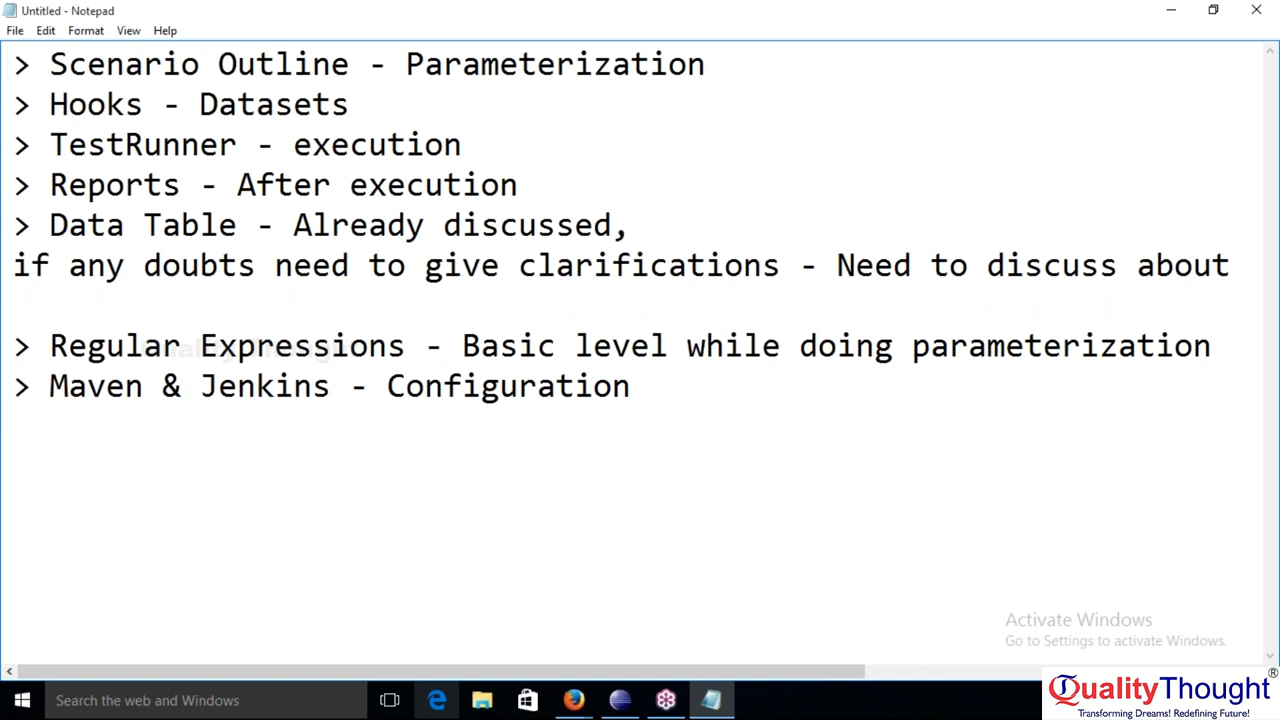 Untitled - Notepad
File Edit Format View Help
> Scenario Outline - Parameterization
> Hooks - Datasets
> TestRunner - execution
> Reports - After execution
> Data Table - Already discussed,
if any doubts need to give clarifications - Need to discuss about
> Regular Expressions - Basic level while doing parameterization
> Maven & Jenkins - Configuration
Activate Windows
Go to Settings to activate Windows.
Search the web and Windows
QualityThought®
Transforming Dreams! Redefining Future!